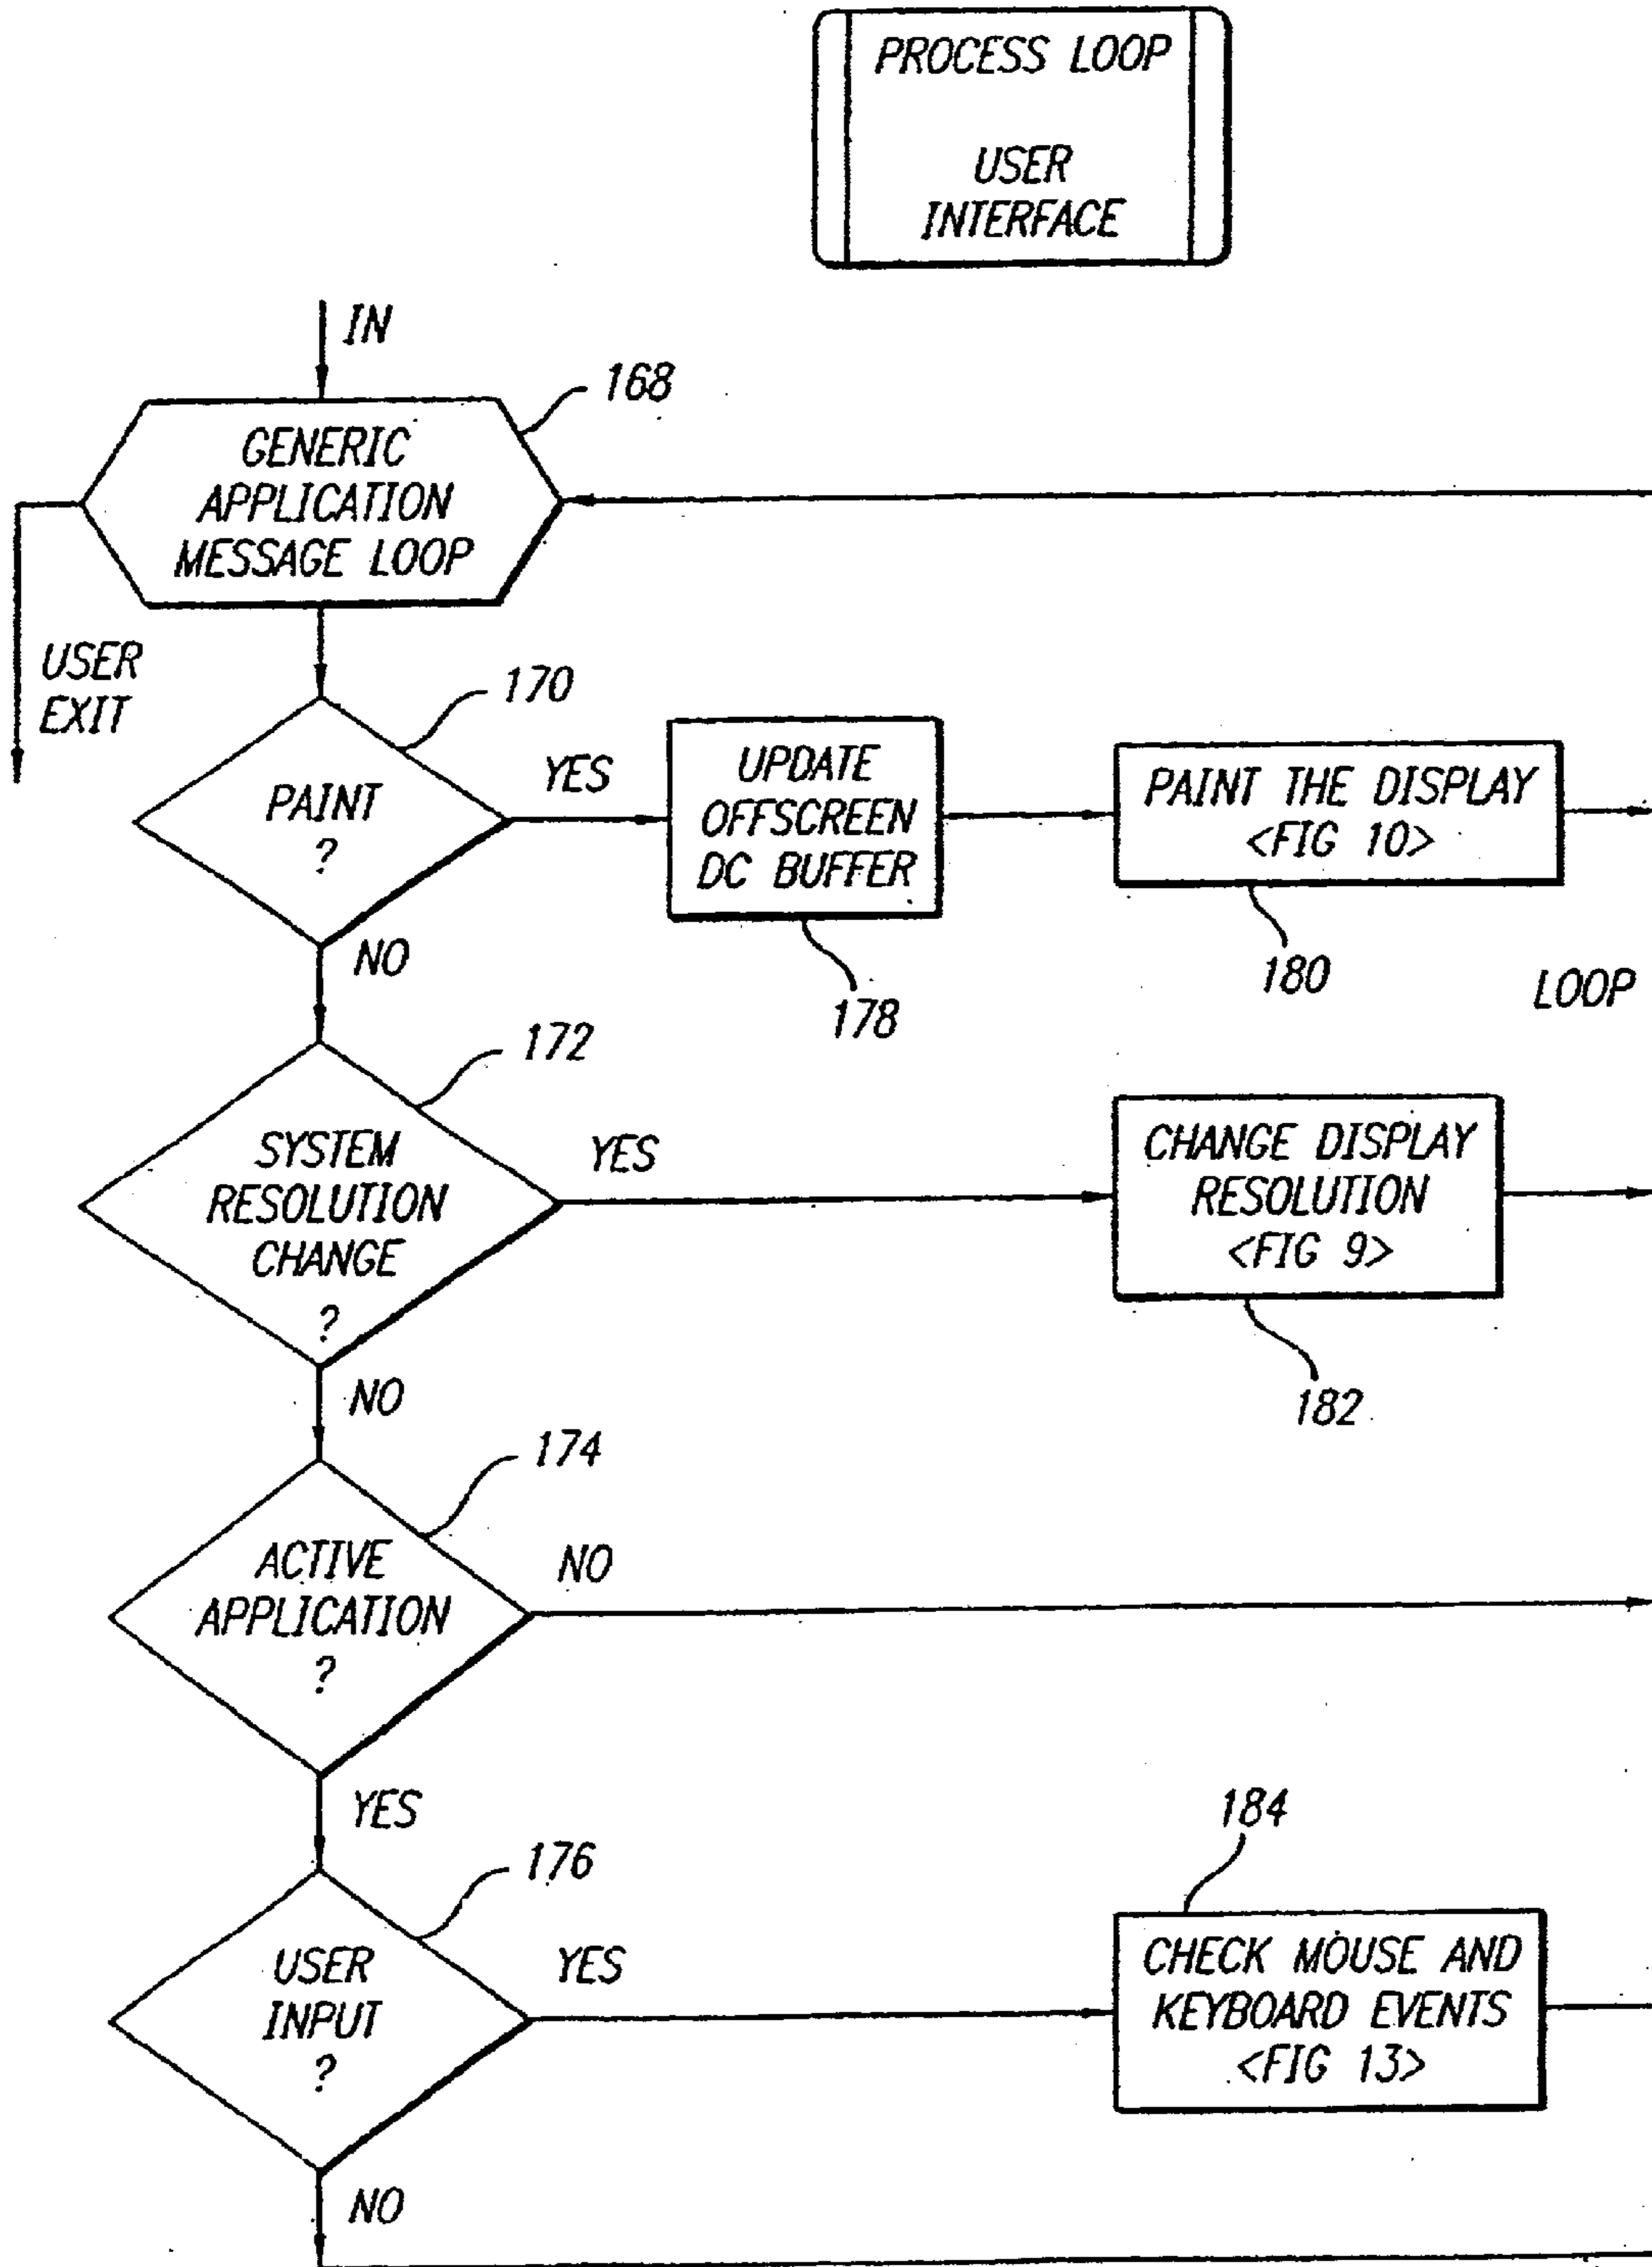 PROCESS LOOP
USER
INTERFACE
IN
168
GENERIC
APPLICATION
MESSAGE LOOP
USER
EXIT
170
PAINT
?
YES
UPDATE
OFFSCREEN
DC BUFFER
178
PAINT THE DISPLAY
<FIG 10>
180
LOOP
NO
172
SYSTEM
RESOLUTION
CHANGE
?
YES
CHANGE DISPLAY
RESOLUTION
<FIG 9>
182
NO
174
ACTIVE
APPLICATION
?
NO
YES
176
USER
INPUT
?
YES
184
CHECK MOUSE AND
KEYBOARD EVENTS
<FIG 13>
NO